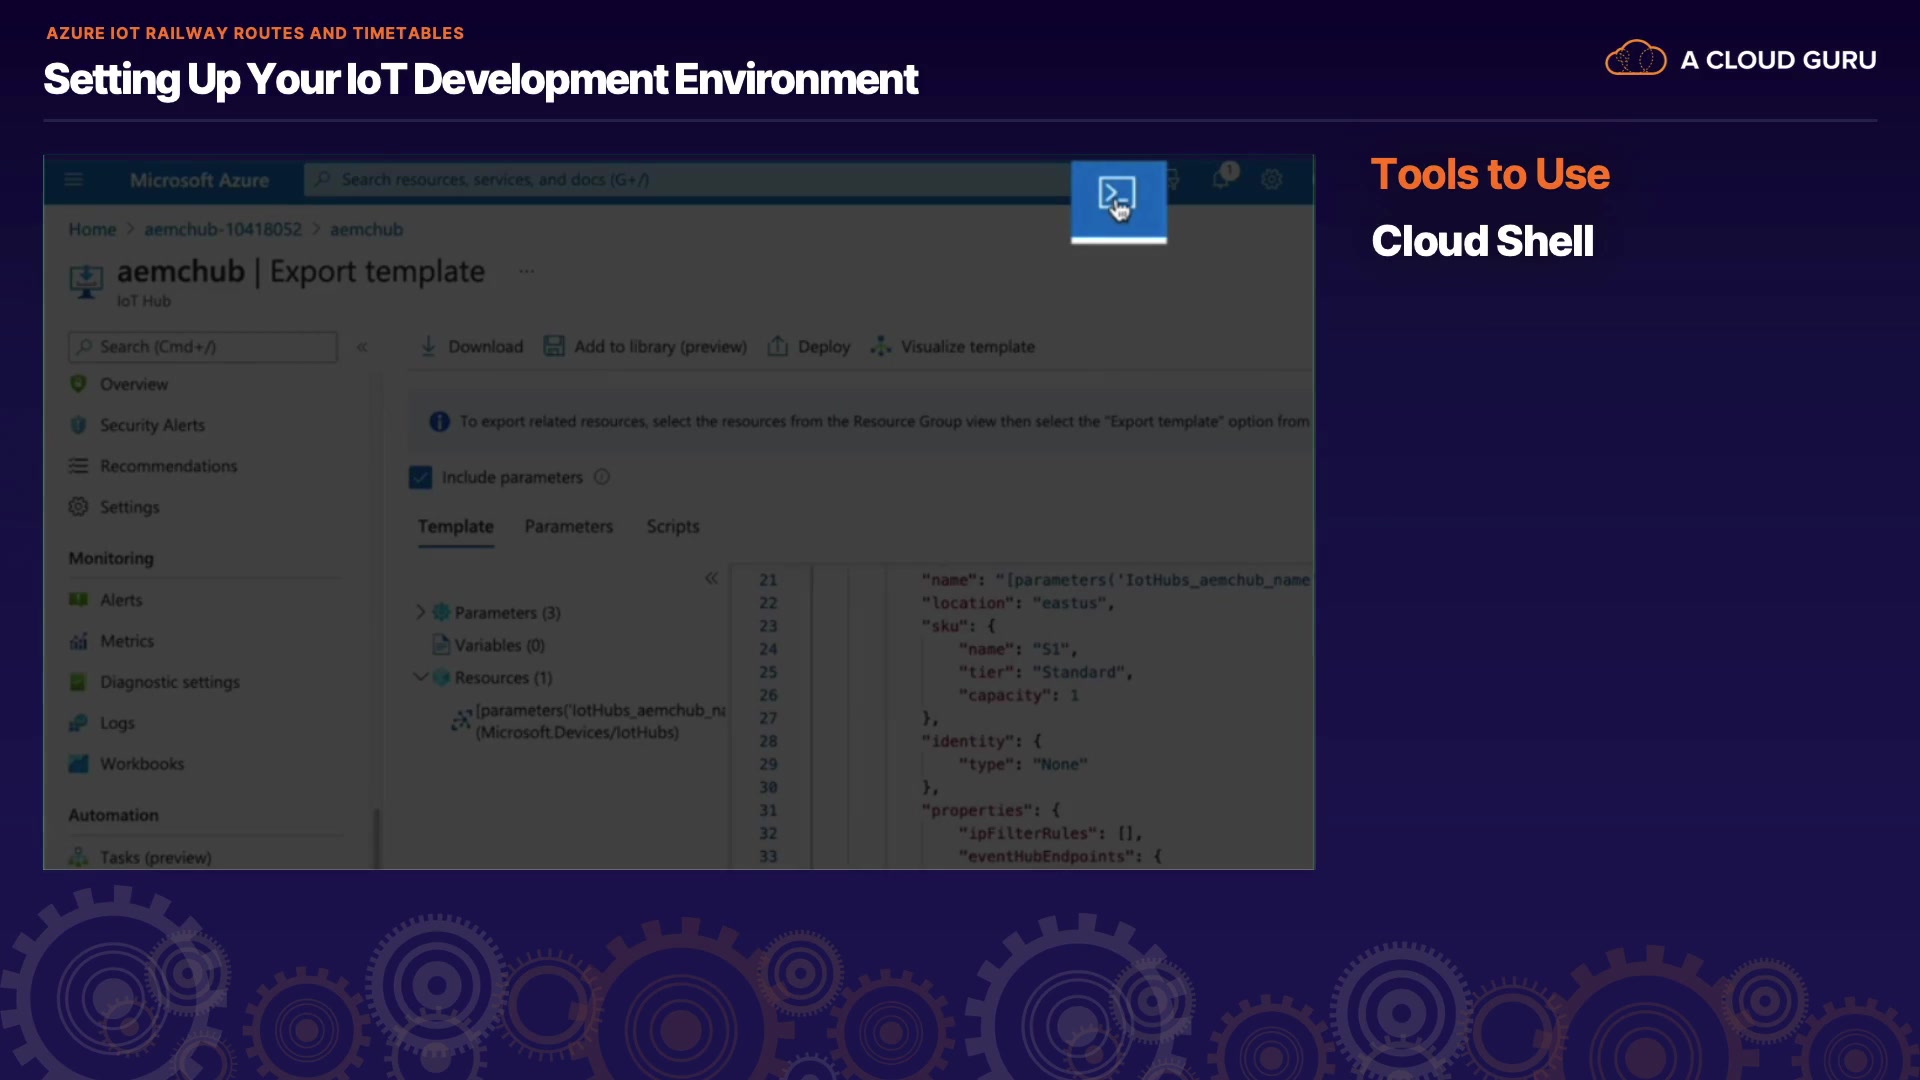 AZURE IOT RAILWAY ROUTES AND TIMETABLES
Setting Up Your IoT Development Environment
A CLOUD GURU
Tools to Use
Cloud Shell
Microsoft Azure
Search resources, services, and docs (G+/)
1
Home > aemchub-10418052 > aemchub
aemchub | Export template ...
IoT Hub
Search (Cmd+/)
«
Download
Add to library (preview)
Deploy
Visualize template
Overview
Security Alerts
Recommendations
Settings
Monitoring
Alerts
Metrics
Diagnostic settings
Logs
Workbooks
Automation
Tasks (preview)
To export related resources, select the resources from the Resource Group view then select the "Export template" option from
Include parameters
Template Parameters Scripts
«
Parameters (3)
Variables (0)
Resources (1)
[parameters('IotHubs_aemchub_na
(Microsoft.Devices/IotHubs)
21 "name": "[parameters('IotHubs_aemchub_name
22 "location": "eastus",
23 "sku": {
24 "name": "S1",
25 "tier": "Standard",
26 "capacity": 1
27 },
28 "identity": {
29 "type": "None"
30 },
31 "properties": {
32 "ipFilterRules": [],
33 "eventHubEndpoints": {